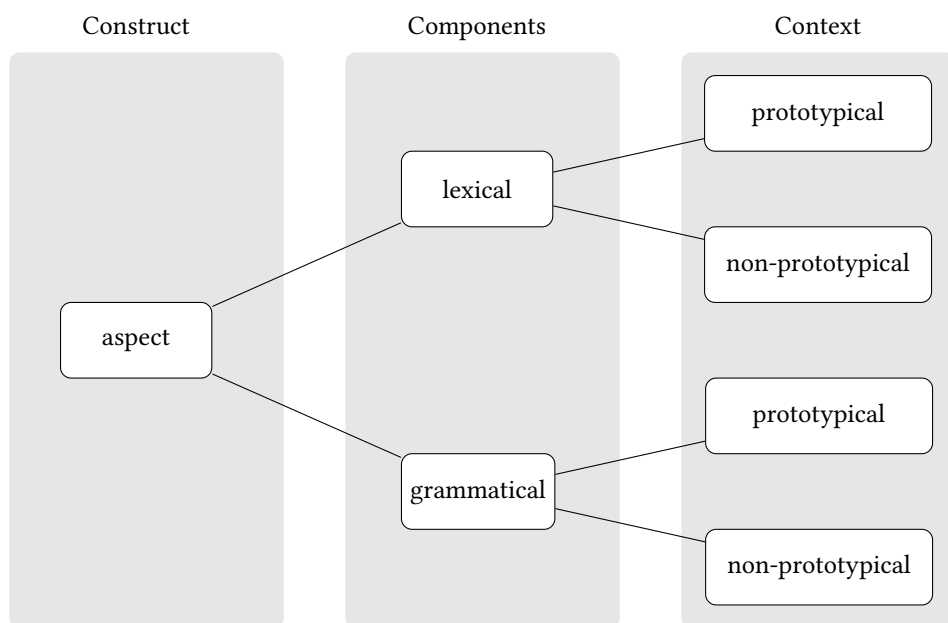 Construct
Components
Context
aspect
lexical
grammatical
prototypical
non-prototypical
prototypical
non-prototypical